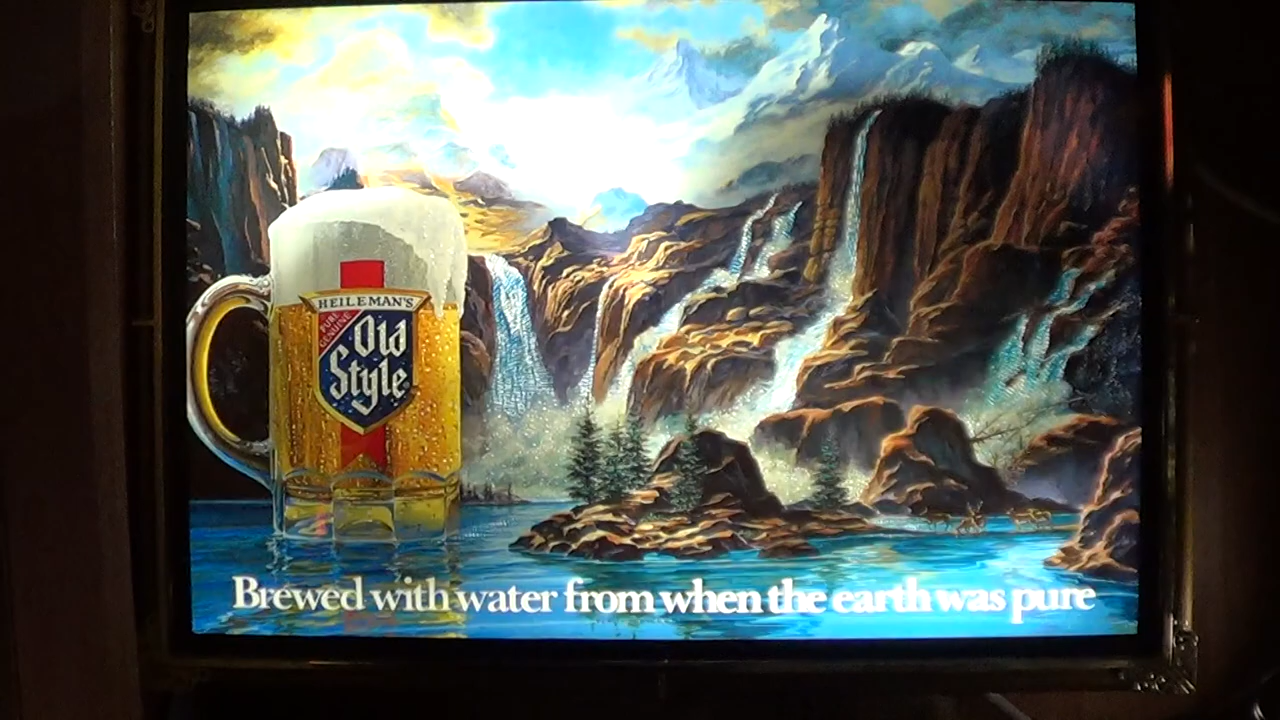 HEILEMAN'S
PURE
GENUINE
Old
Style
Brewed with water from when the earth was pure